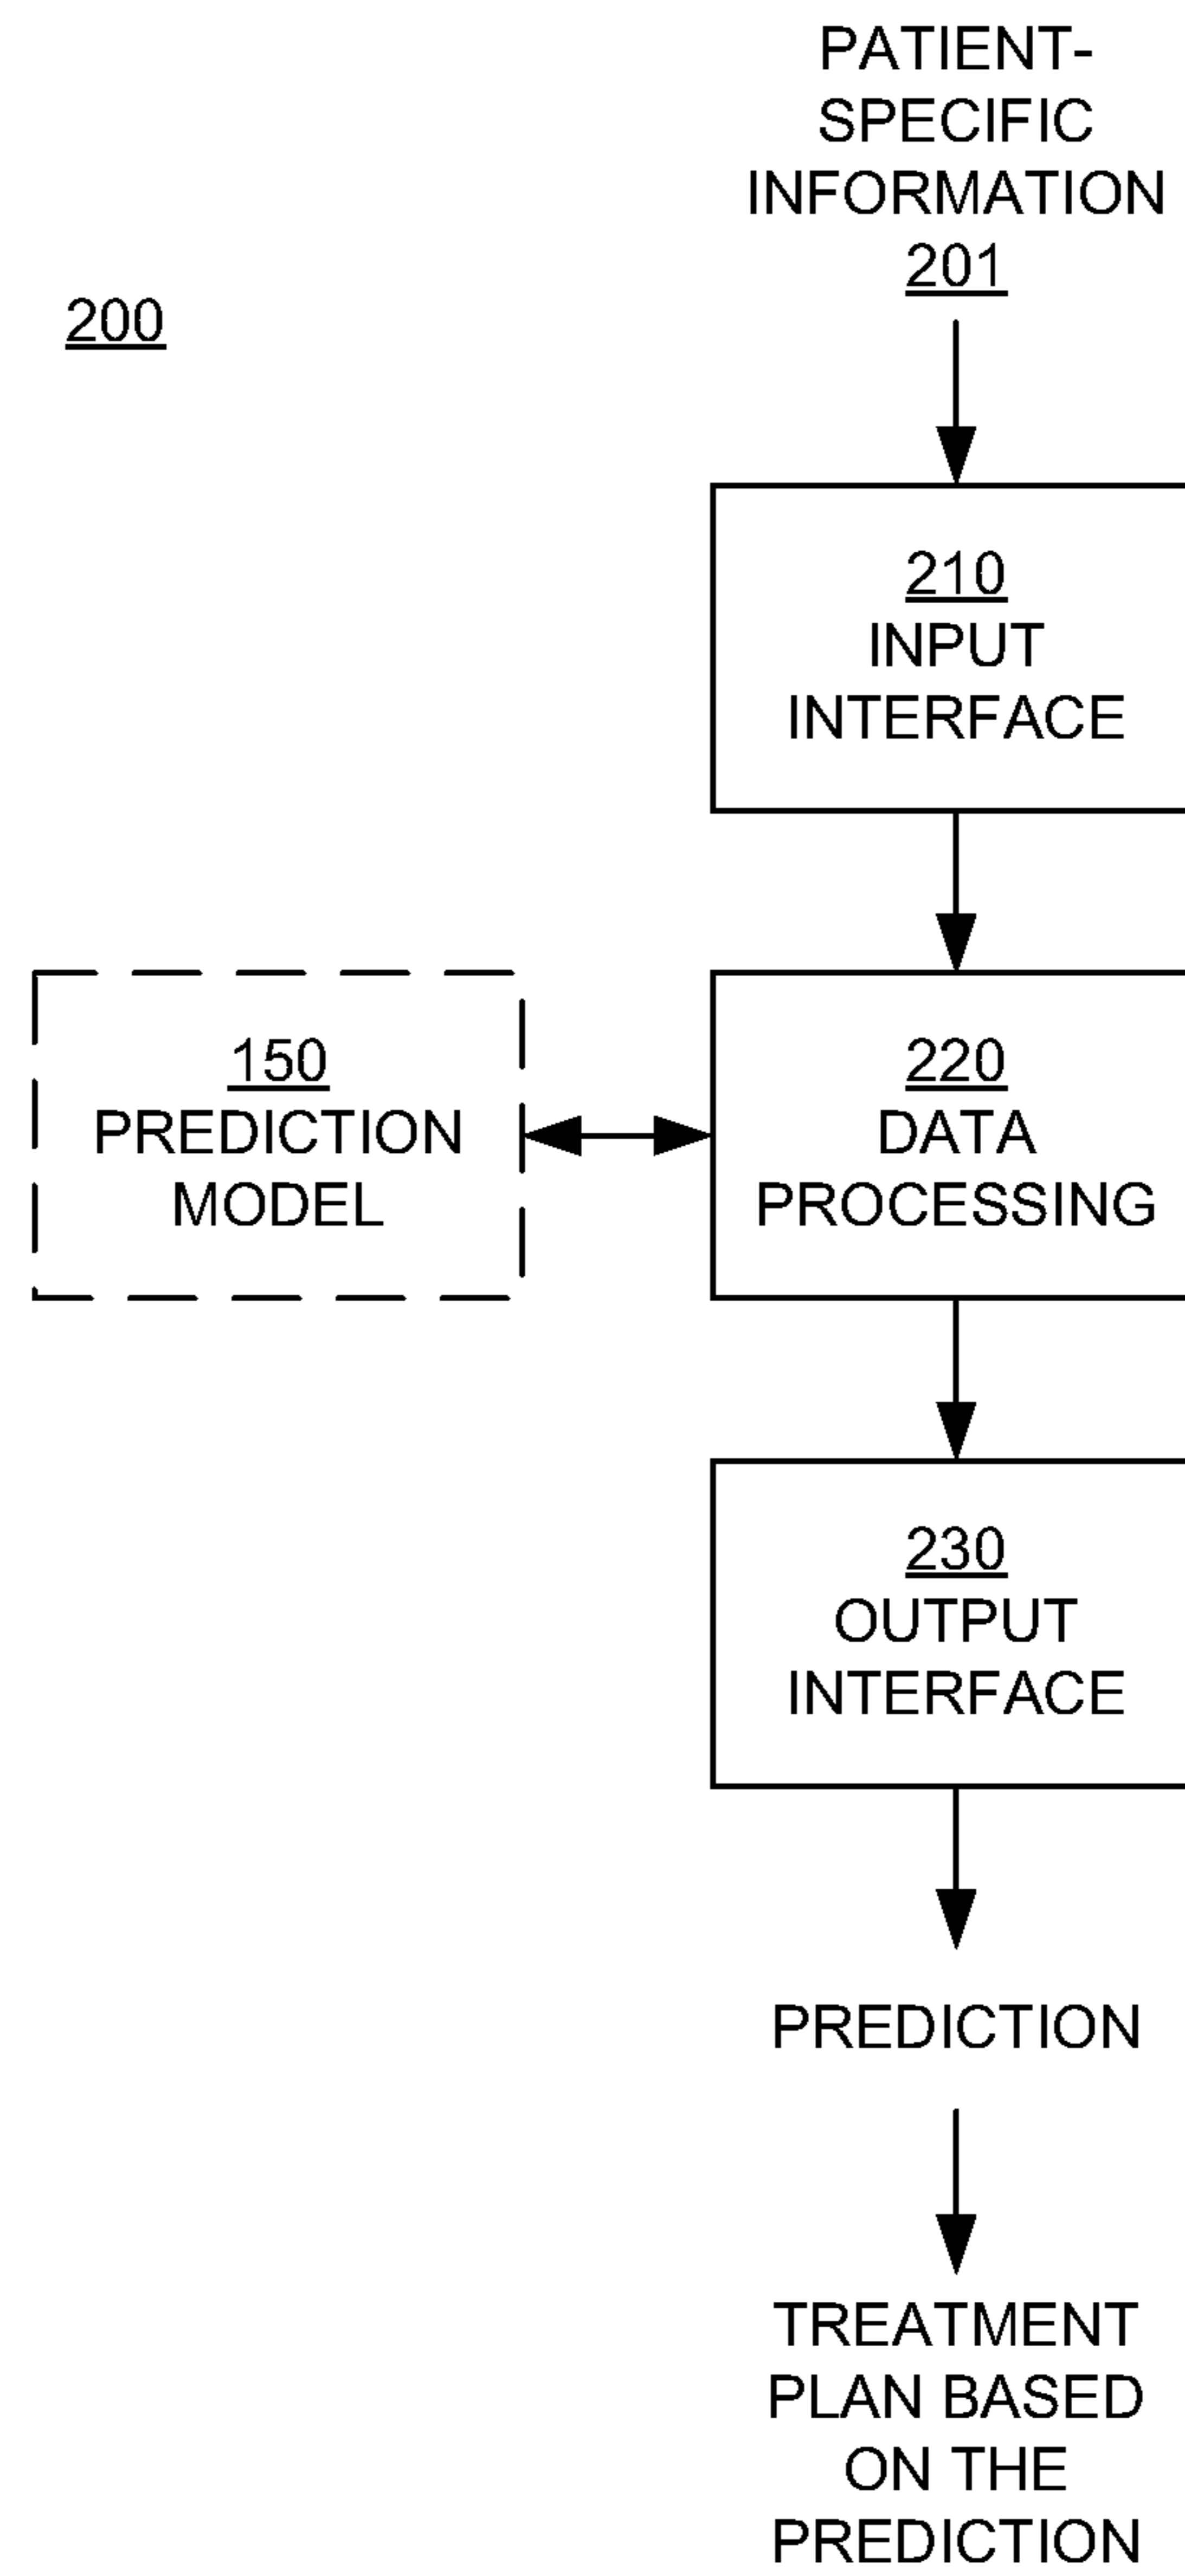 PATIENT-
SPECIFIC
INFORMATION
201
200
210
INPUT
INTERFACE
150
PREDICTION
MODEL
220
DATA
PROCESSING
230
OUTPUT
INTERFACE
PREDICTION
TREATMENT
PLAN BASED
ON THE
PREDICTION